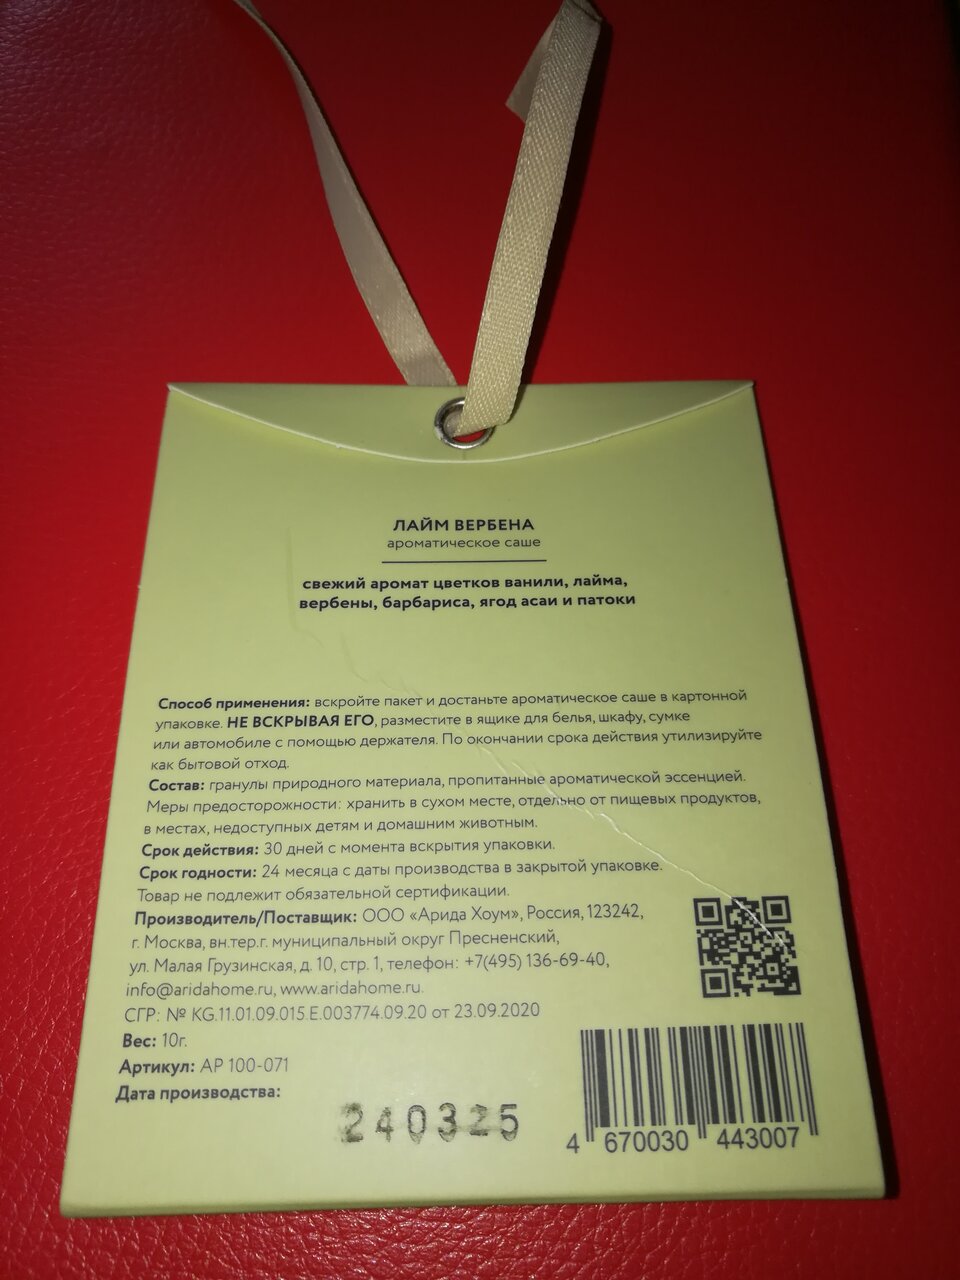 ЛАЙМ ВЕРБЕНА
ароматическое саше
свежий аромат цветков ванили, лайма,
вербены, барбариса, ягод асаи и патоки
Способ применения: вскройте пакет и достаньте ароматическое саше в картонной
упаковке. НЕ ВСКРЫВАЯ ЕГО, разместите в ящике для белья, шкафу, сумке
или автомобиле с помощью держателя. По окончании срока действия утилизируйте
как бытовой отход.
Состав: гранулы природного материала, пропитанные ароматической эссенцией.
Меры предосторожности: хранить в сухом месте, отдельно от пищевых продуктов,
в местах, недоступных детям и домашним животным.
Срок действия: 30 дней с момента вскрытия упаковки.
Срок годности: 24 месяца с даты производства в закрытой упаковке.
Товар не подлежит обязательной сертификации.
Производитель/Поставщик: ООО «Арида Хоум», Россия, 123242,
г. Москва, вн.тер.г. муниципальный округ Пресненский,
ул. Малая Грузинская, д. 10, стр. 1, телефон: +7(495) 136-69-40,
info@aridahome.ru, www.aridahome.ru.
СГР: № KG.11.01.09.015.E.003774.09.20 от 23.09.2020
Вес: 10г.
Артикул: АР 100-071
Дата производства:
240325
4 670030 443007